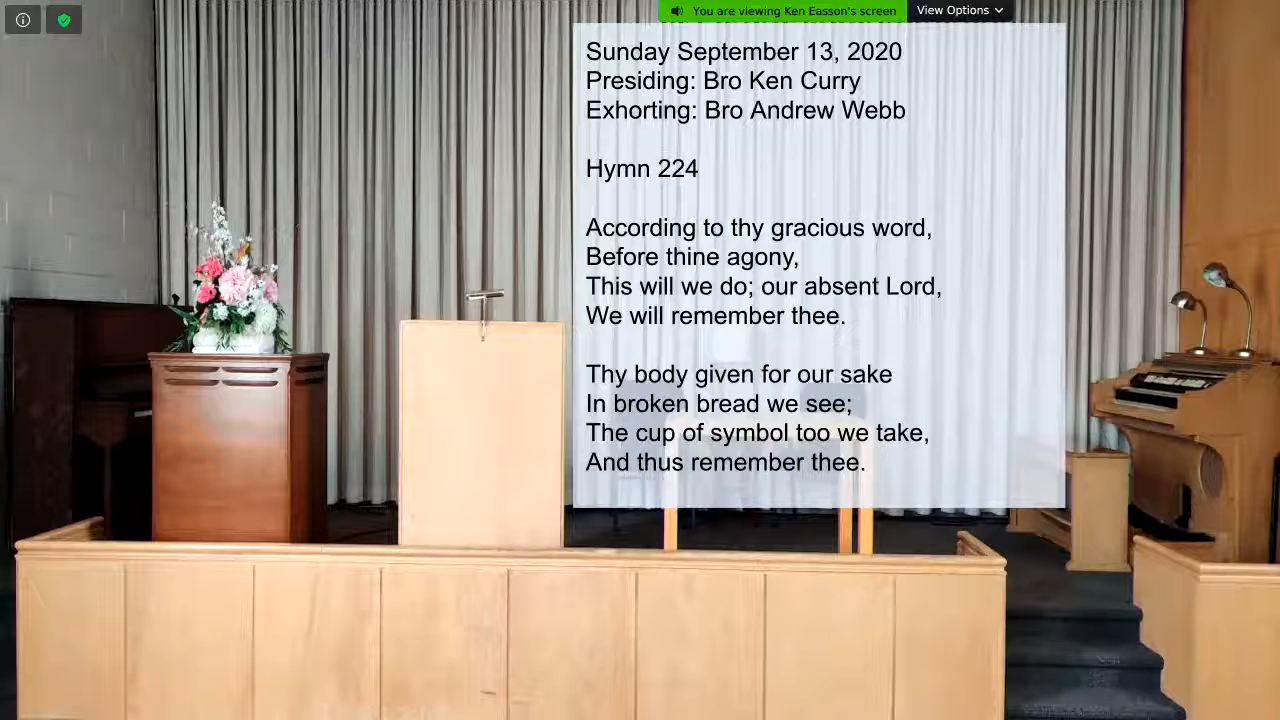 You are viewing Ken Easson's screen
View Options
Sunday September 13, 2020
Presiding: Bro Ken Curry
Exhorting: Bro Andrew Webb
Hymn 224
According to thy gracious word,
Before thine agony,
This will we do; our absent Lord,
We will remember thee.
Thy body given for our sake
In broken bread we see;
The cup of symbol too we take,
And thus remember thee.